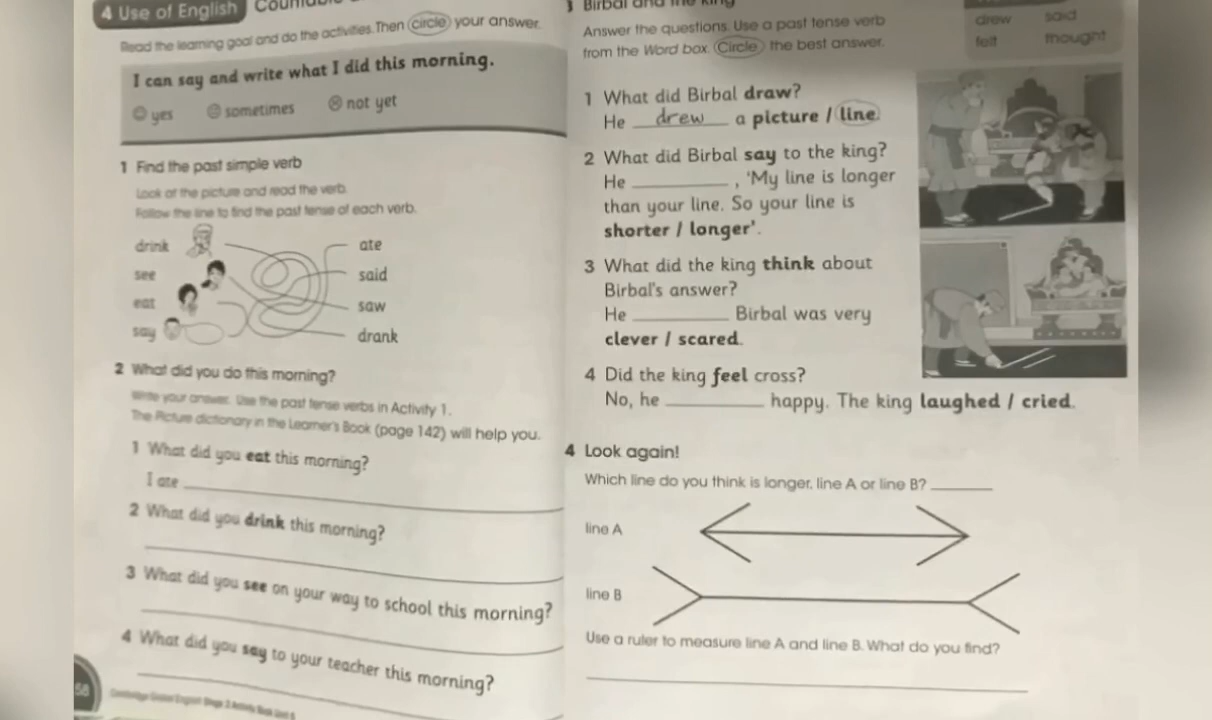 4 Use of English
Read the learning goal and do the activities. Then circle your answer.
I can say and write what I did this morning.
yes sometimes not yet
1 Find the past simple verb
Look at the picture and read the verb.
Follow the line to find the past tense of each verb.
drink ate
see said
eat saw
say drank
2 What did you do this morning?
Write your answer. Use the past tense verbs in Activity 1.
The Picture dictionary in the Learner's Book (page 142) will help you.
1 What did you eat this morning?
I ate
2 What did you drink this morning?
3 What did you see on your way to school this morning?
4 What did you say to your teacher this morning?
58
3 Birbal and the king
Answer the questions. Use a past tense verb
from the Word box. Circle the best answer.
drew said
felt thought
1 What did Birbal draw?
He drew a picture / line.
2 What did Birbal say to the king?
He ________ , 'My line is longer
than your line. So your line is
shorter / longer'.
3 What did the king think about
Birbal's answer?
He ________ Birbal was very
clever / scared.
4 Did the king feel cross?
No, he ________ happy. The king laughed / cried.
4 Look again!
Which line do you think is longer, line A or line B? ______
line A
line B
Use a ruler to measure line A and line B. What do you find?